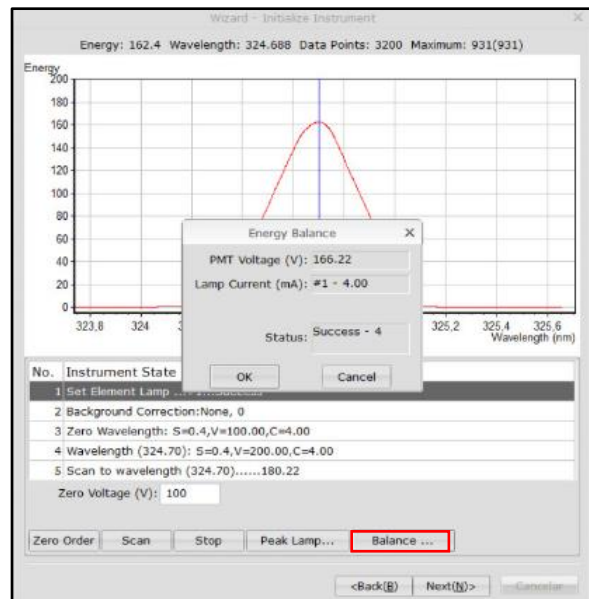 Wizard - Initialize Instrument
Energy: 162.4 Wavelength: 324.688 Data Points: 3200 Maximum: 931(931)
Energy
200
180
160
140
120
100
80
60
40
20
0
323,8 324 325,2 325,4 325,6
Wavelength (nm)
Energy Balance
PMT Voltage (V): 166.22
Lamp Current (mA): #1 - 4.00
Status: Success - 4
OK Cancel
No. Instrument State
1 Set Element Lamp
2 Background Correction:None, 0
3 Zero Wavelength: S=0.4,V=100.00,C=4.00
4 Wavelength (324.70): S=0.4,V=200.00,C=4.00
5 Scan to wavelength (324.70)......180.22
Zero Voltage (V): 100
Zero Order Scan Stop Peak Lamp... Balance ...
<Back(B) Next(N)> Cancelar